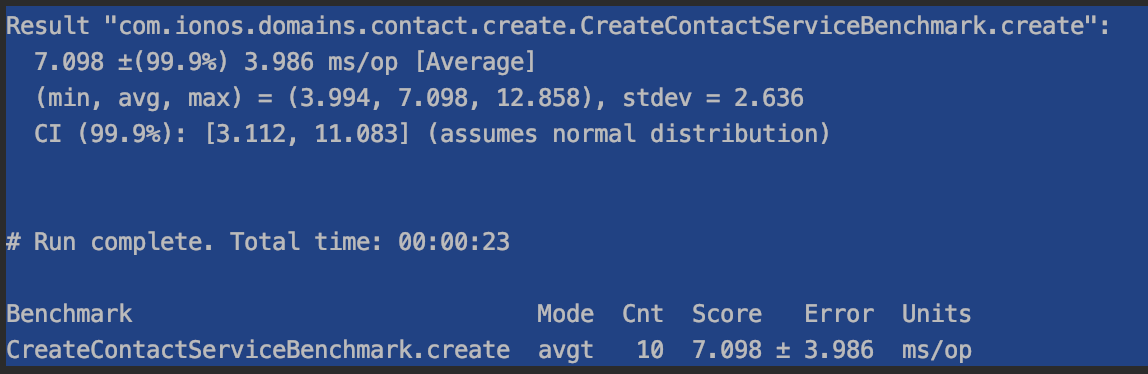 Result "com.ionos.domains.contact.create.CreateContactServiceBenchmark.create":
  7.098 ±(99.9%) 3.986 ms/op [Average]
  (min, avg, max) = (3.994, 7.098, 12.858), stdev = 2.636
  CI (99.9%): [3.112, 11.083] (assumes normal distribution)
# Run complete. Total time: 00:00:23
Benchmark                             Mode  Cnt  Score   Error  Units
CreateContactServiceBenchmark.create  avgt   10  7.098 ± 3.986  ms/op